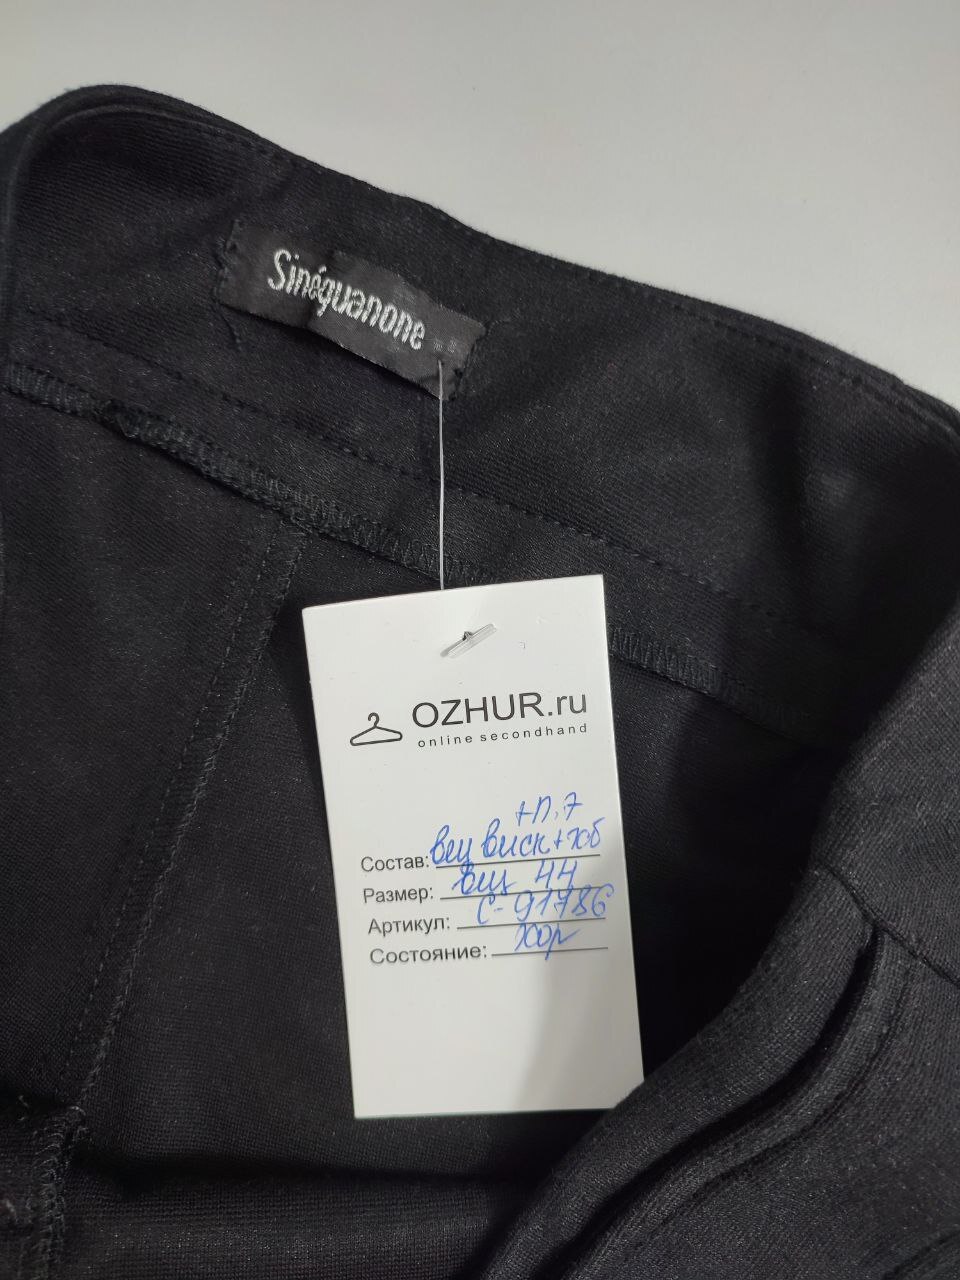 Sinéquanone
OZHUR.ru
online secondhand
+п.7
Состав: вещ виск+хб
Размер: вещ 44
Артикул: С-91786
Состояние: хор